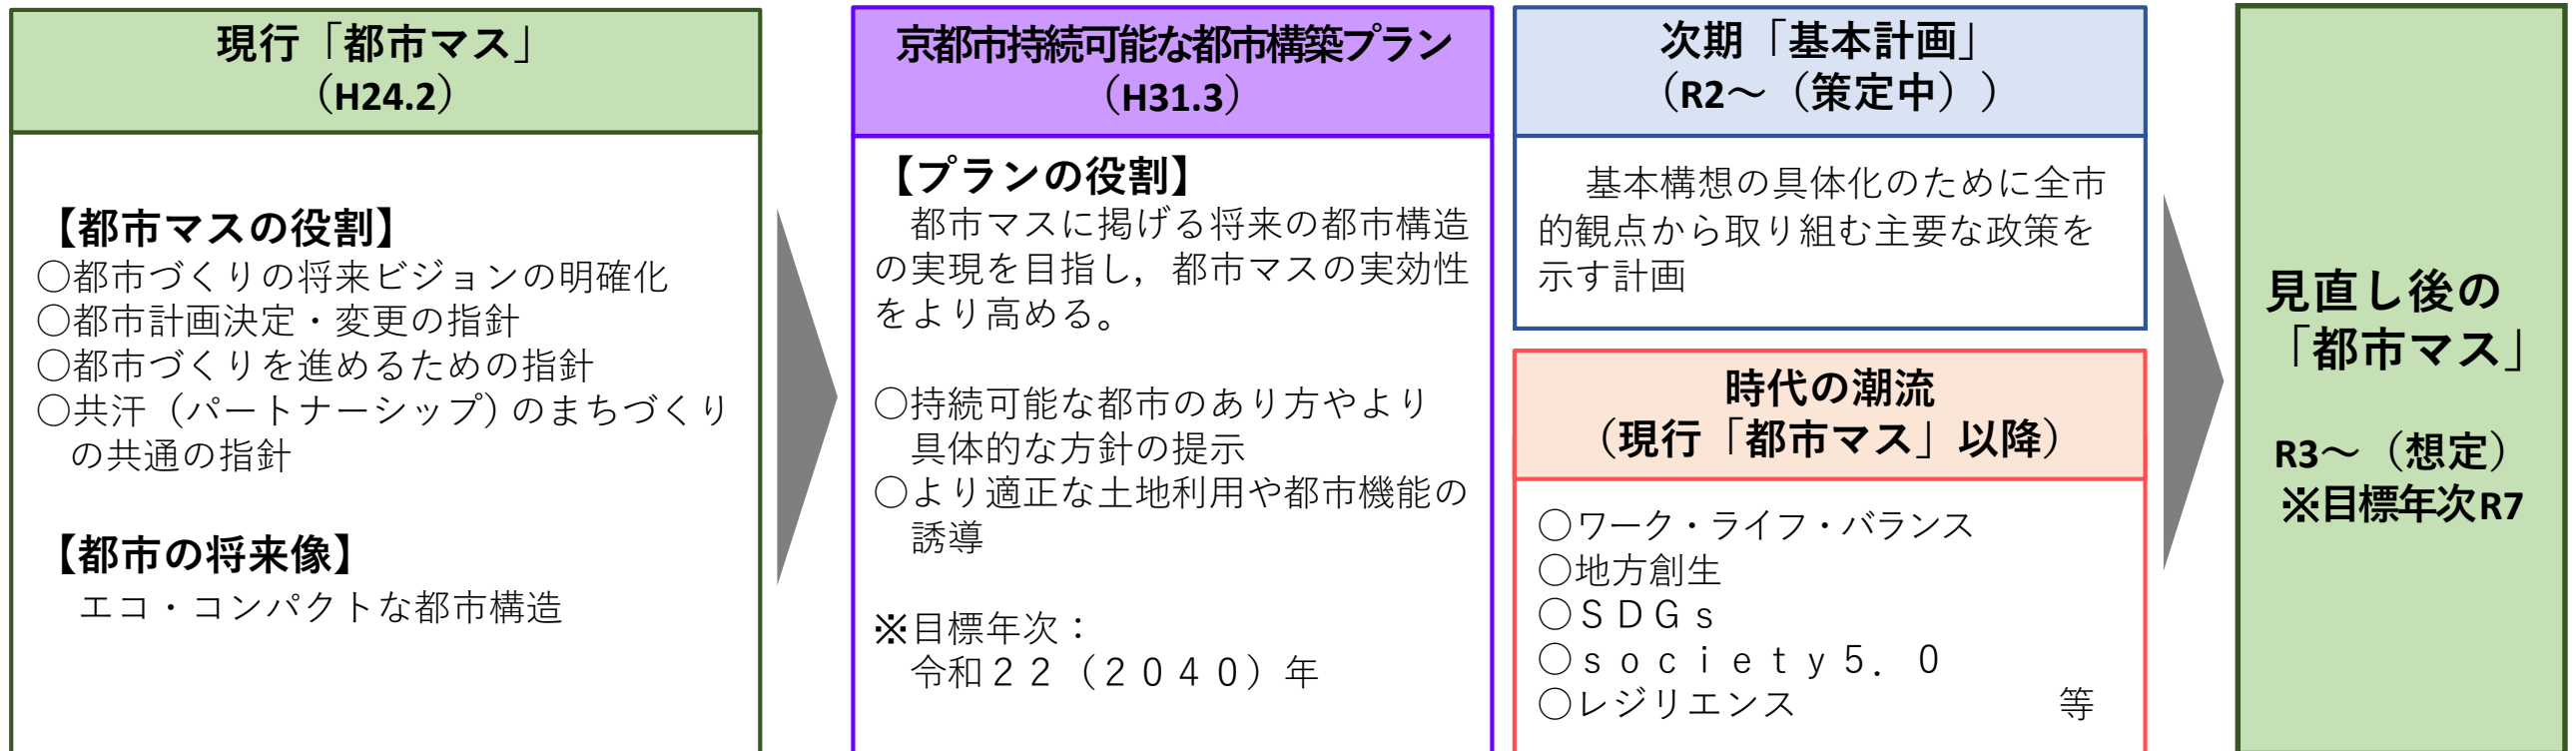 現行「都市マス」
（H24.2）
【都市マスの役割】
○都市づくりの将来ビジョンの明確化
○都市計画決定・変更の指針
○都市づくりを進めるための指針
○共汗（パートナーシップ）のまちづくり
の共通の指針
【都市の将来像】
エコ・コンパクトな都市構造
京都市持続可能な都市構築プラン
（H31.3）
【プランの役割】
都市マスに掲げる将来の都市構造
の実現を目指し，都市マスの実効性
をより高める。
○持続可能な都市のあり方やより
具体的な方針の提示
○より適正な土地利用や都市機能の
誘導
※目標年次：
令和２２（２０４０）年
次期「基本計画」
（R2～（策定中））
基本構想の具体化のために全市
的観点から取り組む主要な政策を
示す計画
時代の潮流
（現行「都市マス」以降）
○ワーク・ライフ・バランス
○地方創生
○ＳＤＧｓ
○ｓｏｃｉｅｔｙ５．０
○レジリエンス　等
見直し後の
「都市マス」
R3～（想定）
※目標年次R7